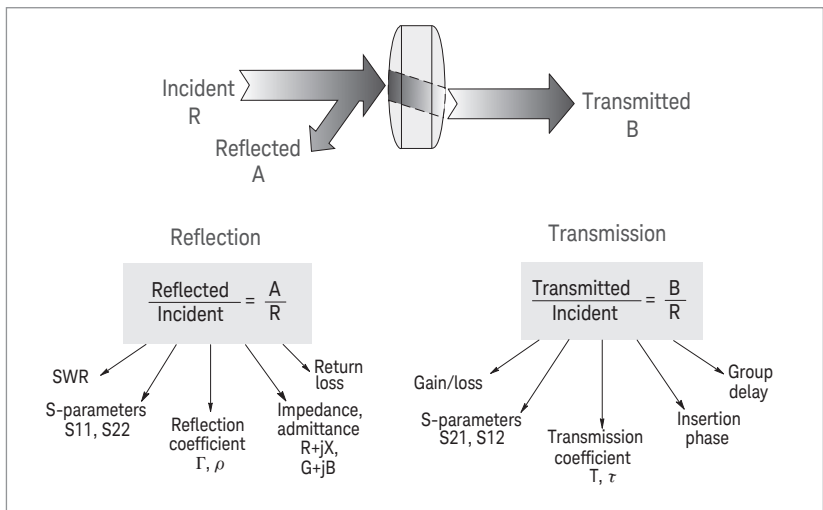 Incident
R
Reflected
A
Transmitted
B
Reflection
Reflected
Incident
=
A
R
SWR
S-parameters
S11, S22
Reflection
coefficient
Γ, ρ
Impedance,
admittance
R+jX,
G+jB
Return
loss
Transmission
Transmitted
Incident
=
B
R
Gain/loss
S-parameters
S21, S12
Transmission
coefficient
T, τ
Insertion
phase
Group
delay